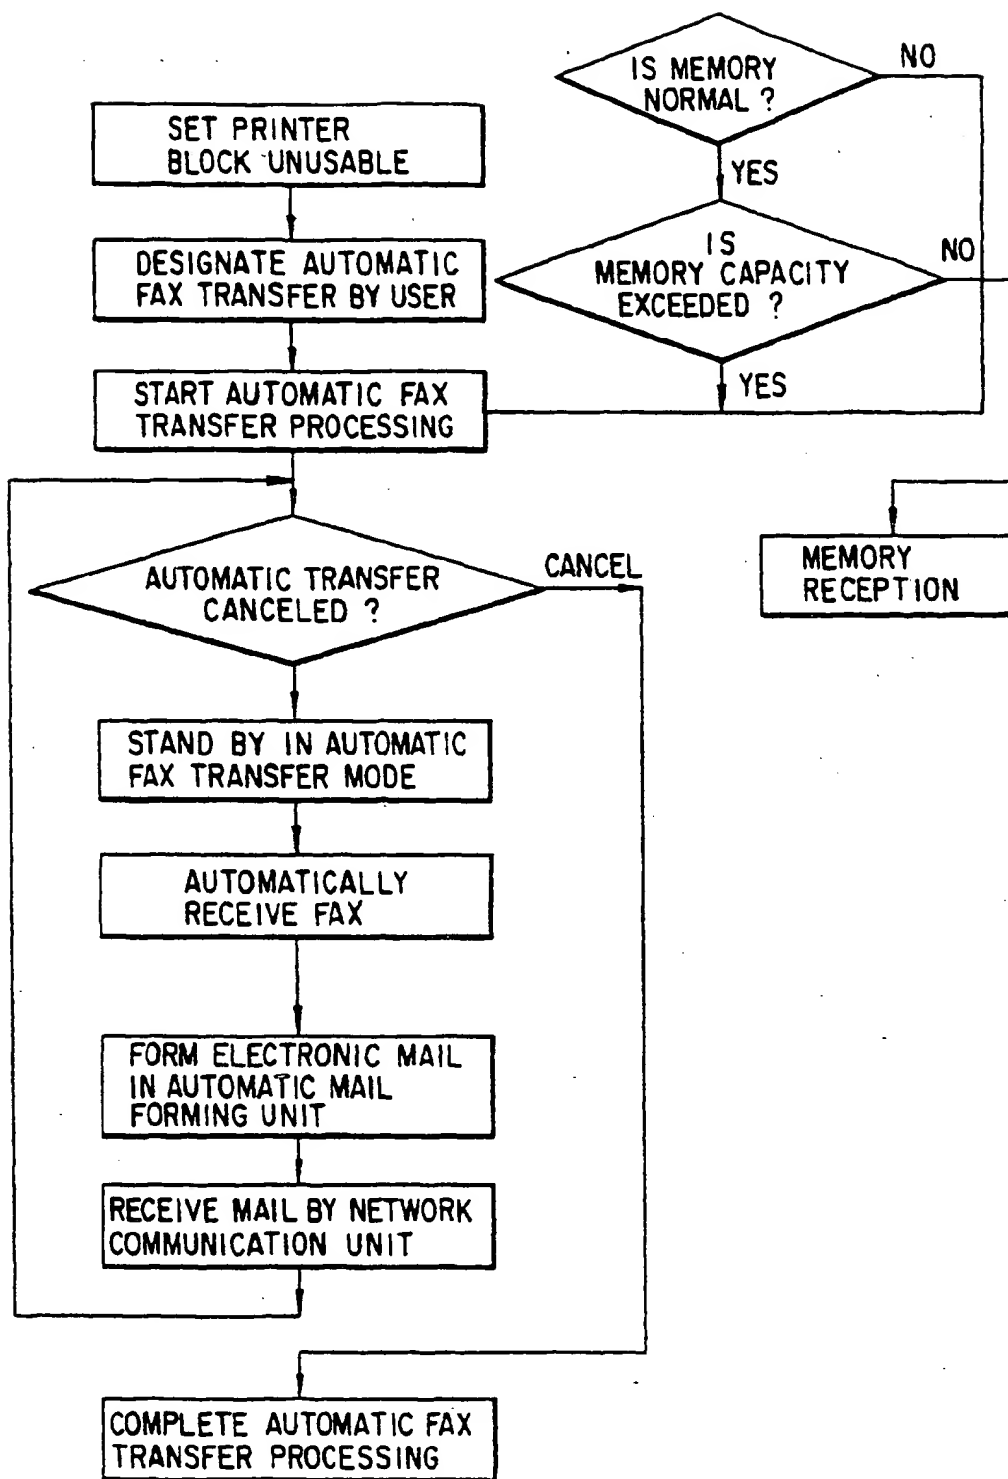 SET PRINTER
BLOCK UNUSABLE
DESIGNATE AUTOMATIC
FAX TRANSFER BY USER
START AUTOMATIC FAX
TRANSFER PROCESSING
IS MEMORY
NORMAL ?
NO
YES
IS
MEMORY CAPACITY
EXCEEDED ?
NO
YES
MEMORY
RECEPTION
AUTOMATIC TRANSFER
CANCELED ?
CANCEL
STAND BY IN AUTOMATIC
FAX TRANSFER MODE
AUTOMATICALLY
RECEIVE FAX
FORM ELECTRONIC MAIL
IN AUTOMATIC MAIL
FORMING UNIT
RECEIVE MAIL BY NETWORK
COMMUNICATION UNIT
COMPLETE AUTOMATIC FAX
TRANSFER PROCESSING